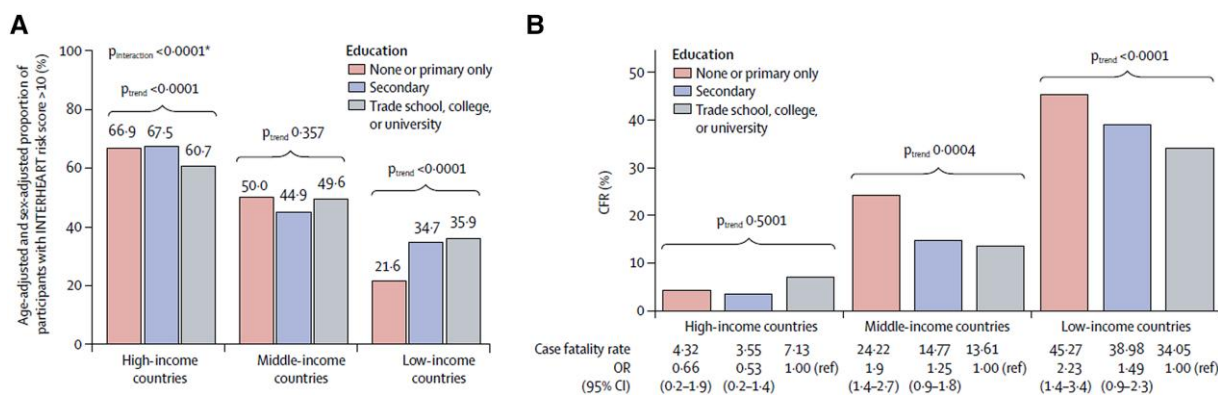 A
Age-adjusted and sex-adjusted proportion of
participants with INTERHEART risk score >10 (%)
100
80
60
40
20
0
pinteraction <0·0001*
ptrend <0·0001
66·9 67·5 60·7
ptrend 0·357
50·0 44·9 49·6
ptrend <0·0001
21·6 34·7 35·9
Education
None or primary only
Secondary
Trade school, college,
or university
High-income
countries
Middle-income
countries
Low-income
countries
B
CFR (%)
50
40
30
20
10
0
Education
None or primary only
Secondary
Trade school, college,
or university
ptrend 0·5001
ptrend 0·0004
ptrend <0·0001
High-income countries Middle-income countries Low-income countries
Case fatality rate 4·32 3·55 7·13 24·22 14·77 13·61 45·27 38·98 34·05
OR 0·66 0·53 1·00 (ref) 1·9 1·25 1·00 (ref) 2·23 1·49 1·00 (ref)
(95% CI) (0·2–1·9) (0·2–1·4) (1·4–2·7) (0·9–1·8) (1·4–3·4) (0·9–2·3)